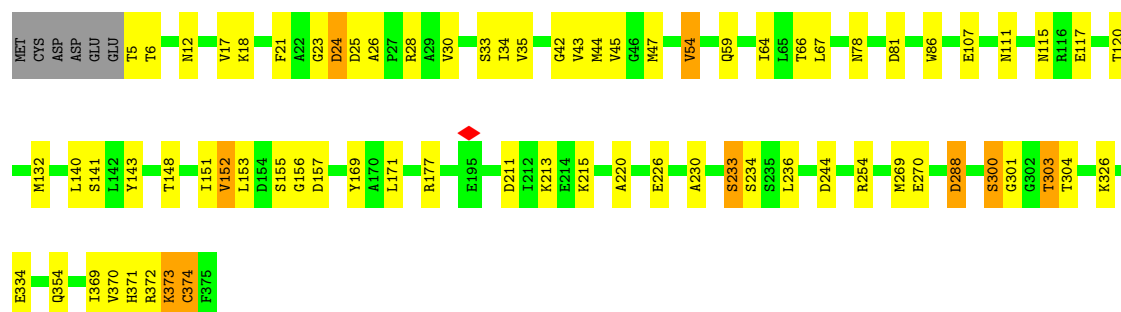 MET CYS ASP ASP GLU GLU T5 T6 N12 V17 K18 F21 A22 G23 D24 D25 A26 P27 R28 A29 V30 S33 I34 V35 G42 V43 M44 V45 G46 M47 V54 Q59 I64 L65 T66 L67 N78 D81 W86 E107 N111 N115 R116 E117 T120
M132 L140 S141 L142 Y143 T148 I151 V152 L153 D154 S155 G156 D157 Y169 A170 L171 R177 E195 D211 I212 K213 E214 K215 A220 E226 A230 S233 S234 S235 L236 D244 R254 M269 E270 D288 S300 G301 G302 T303 T304 K326
E334 Q354 I369 V370 H371 R372 K373 C374 F375